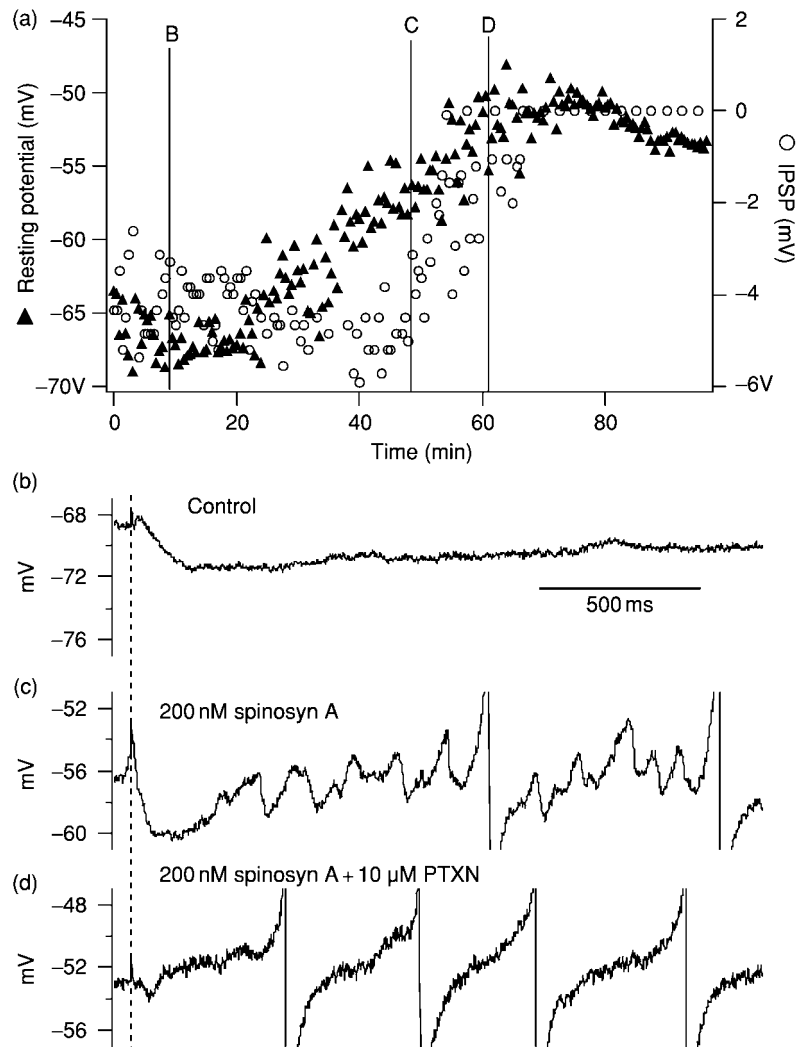 (a)
B
C
D
−45
−50
−55
−60
−65
−70V
▲ Resting potential (mV)
2
0
−2
−4
−6V
○ IPSP (mV)
0
20
40
60
80
Time (min)
(b)
Control
−68
−72
−76
mV
500 ms
(c)
200 nM spinosyn A
−52
−56
−60
mV
(d)
200 nM spinosyn A + 10 μM PTXN
−48
−52
−56
mV